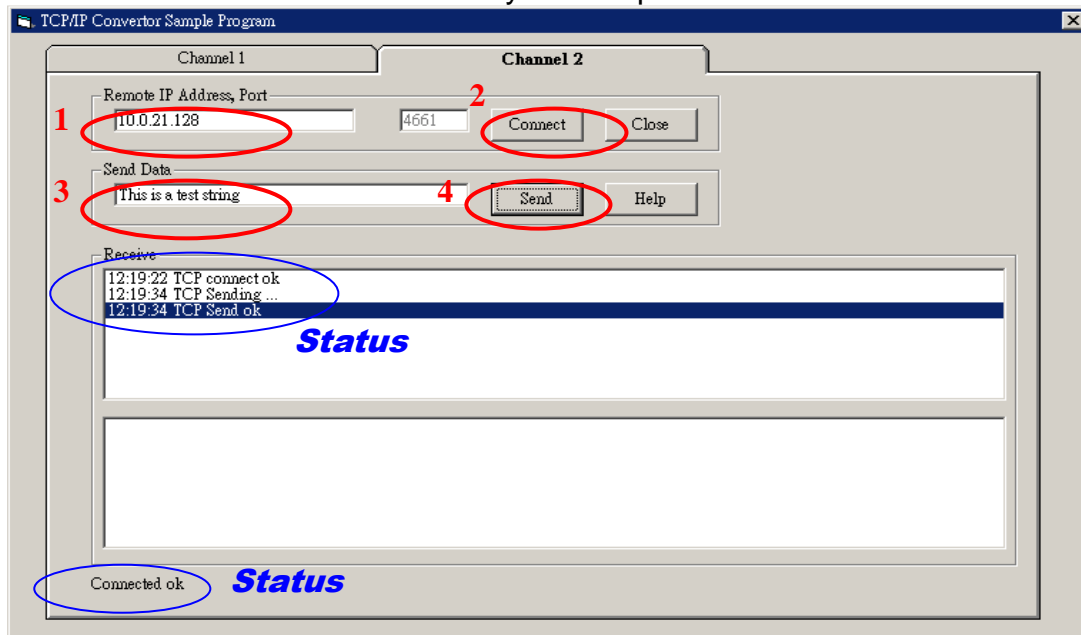 TCP/IP Convertor Sample Program
Channel 1
Channel 2
Remote IP Address, Port
1
10.0.21.128
4661
2
Connect
Close
Send Data
3
This is a test string
4
Send
Help
Receive
12:19:22 TCP connect ok
12:19:34 TCP Sending ...
12:19:34 TCP Send ok
Status
Connected ok
Status